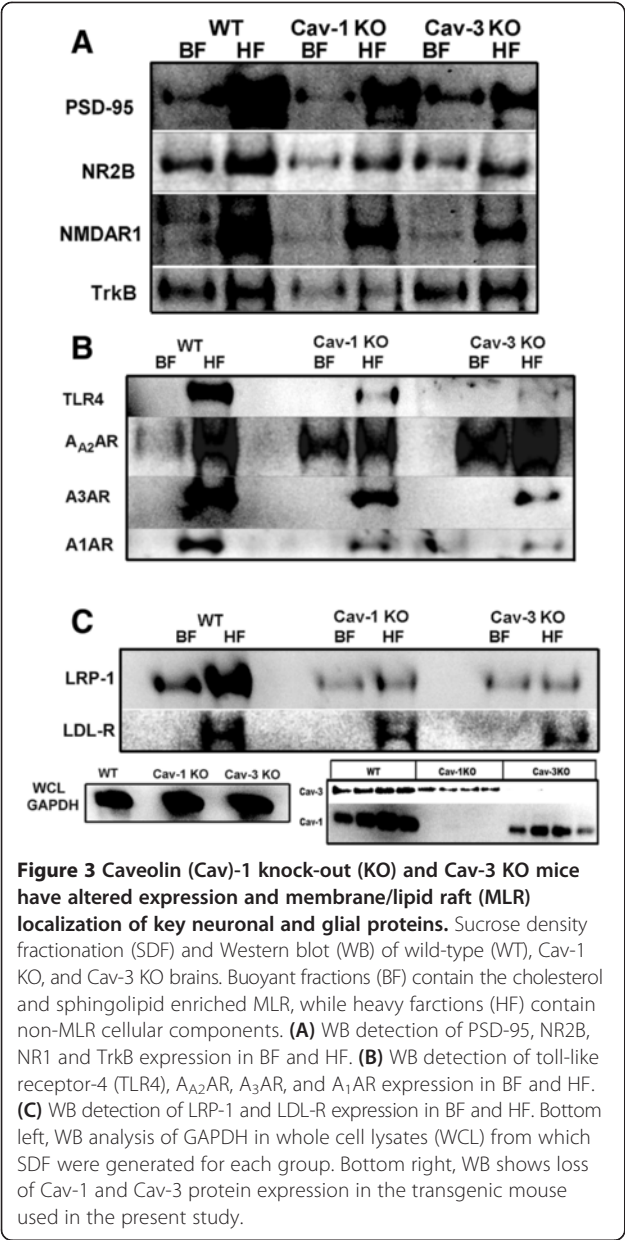 A
WT Cav-1 KO Cav-3 KO
BF HF BF HF BF HF
PSD-95
NR2B
NMDAR1
TrkB
B
WT Cav-1 KO Cav-3 KO
BF HF BF HF BF HF
TLR4
AA2AR
A3AR
A1AR
C
WT Cav-1 KO Cav-3 KO
BF HF BF HF BF HF
LRP-1
LDL-R
WT Cav-1 KO Cav-3 KO
WCL
GAPDH
WT Cav-1KO Cav-3KO
Cav-3
Cav-1
Figure 3 Caveolin (Cav)-1 knock-out (KO) and Cav-3 KO mice
have altered expression and membrane/lipid raft (MLR)
localization of key neuronal and glial proteins. Sucrose density
fractionation (SDF) and Western blot (WB) of wild-type (WT), Cav-1
KO, and Cav-3 KO brains. Buoyant fractions (BF) contain the cholesterol
and sphingolipid enriched MLR, while heavy farctions (HF) contain
non-MLR cellular components. (A) WB detection of PSD-95, NR2B,
NR1 and TrkB expression in BF and HF. (B) WB detection of toll-like
receptor-4 (TLR4), AA2AR, A3AR, and A1AR expression in BF and HF.
(C) WB detection of LRP-1 and LDL-R expression in BF and HF. Bottom
left, WB analysis of GAPDH in whole cell lysates (WCL) from which
SDF were generated for each group. Bottom right, WB shows loss
of Cav-1 and Cav-3 protein expression in the transgenic mouse
used in the present study.